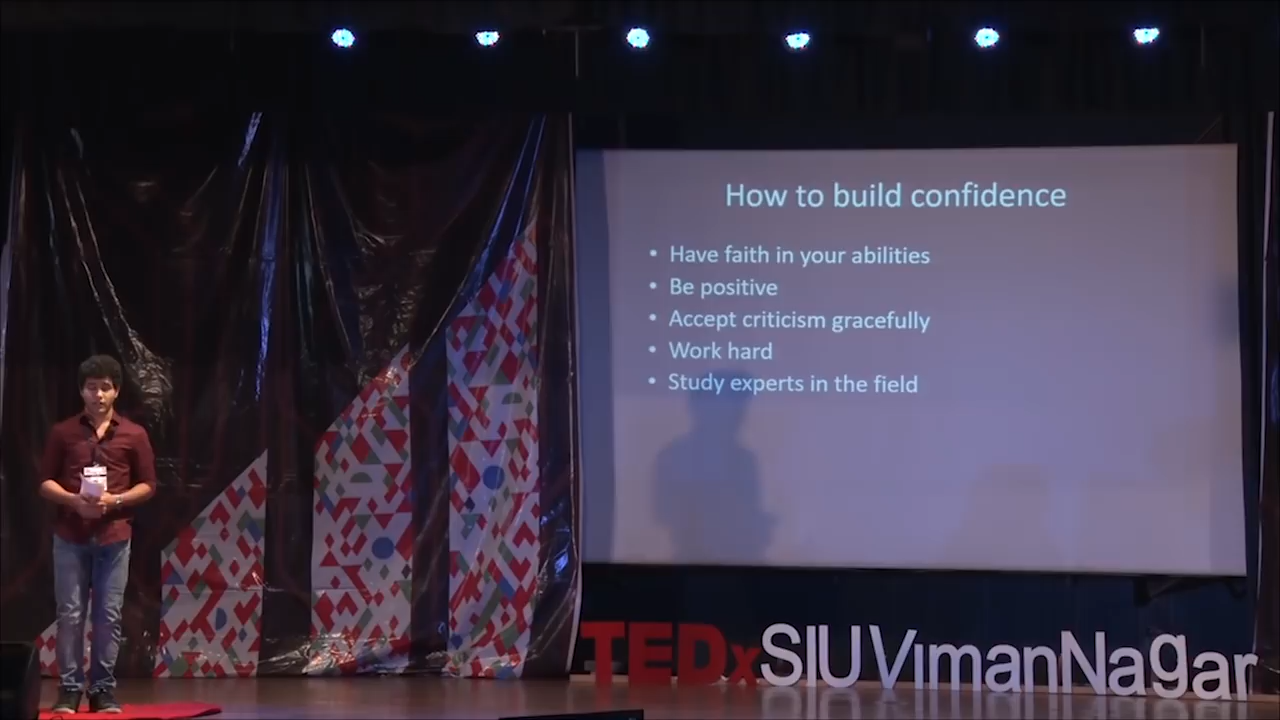 How to build confidence
• Have faith in your abilities
• Be positive
• Accept criticism gracefully
• Work hard
• Study experts in the field
TEDxSIUVimanNagar